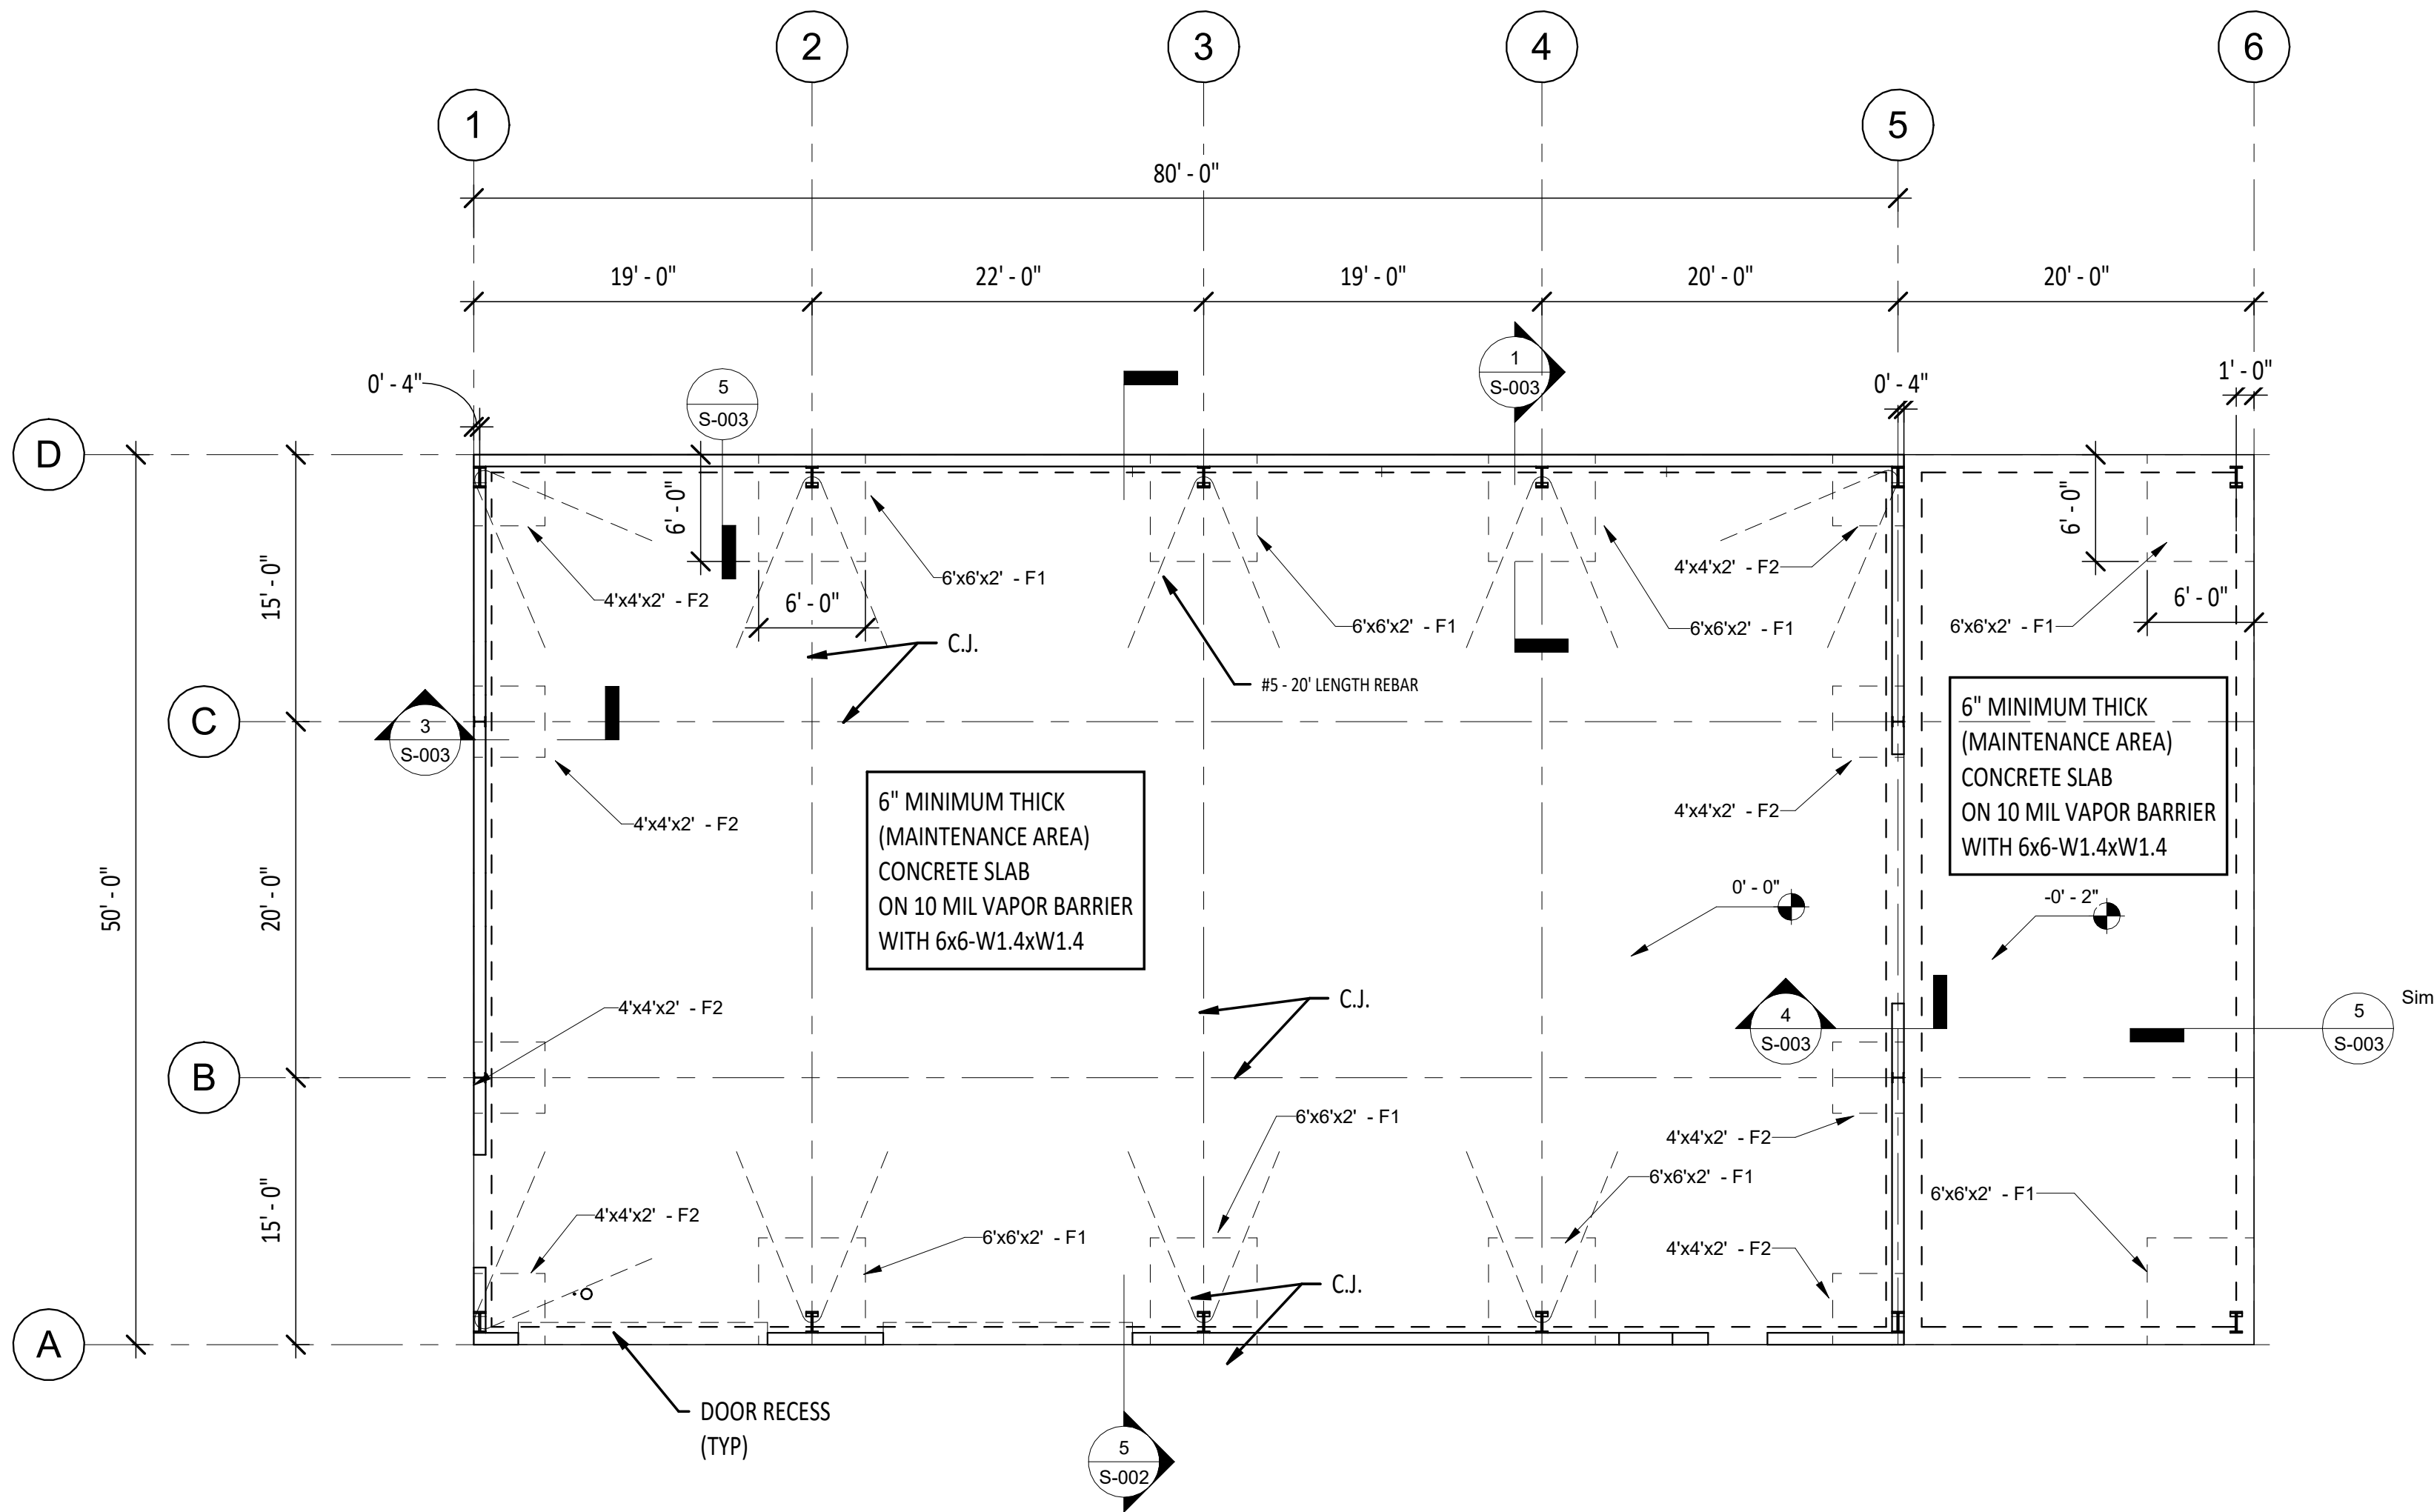 2
3
4
6
1
5
80' - 0"
19' - 0"
22' - 0"
19' - 0"
20' - 0"
20' - 0"
0' - 4"
5
S-003
1
S-003
0' - 4"
1' - 0"
D
6' - 0"
6' - 0"
6'x6'x2' - F1
4'x4'x2' - F2
4'x4'x2' - F2
6' - 0"
6' - 0"
6'x6'x2' - F1
6'x6'x2' - F1
6'x6'x2' - F1
15' - 0"
C.J.
#5 - 20' LENGTH REBAR
C
3
S-003
6" MINIMUM THICK
(MAINTENANCE AREA)
CONCRETE SLAB
ON 10 MIL VAPOR BARRIER
WITH 6x6-W1.4xW1.4
4'x4'x2' - F2
4'x4'x2' - F2
6" MINIMUM THICK
(MAINTENANCE AREA)
CONCRETE SLAB
ON 10 MIL VAPOR BARRIER
WITH 6x6-W1.4xW1.4
50' - 0"
20' - 0"
0' - 0"
-0' - 2"
4'x4'x2' - F2
C.J.
4
S-003
5
S-003
Sim
B
6'x6'x2' - F1
4'x4'x2' - F2
15' - 0"
6'x6'x2' - F1
6'x6'x2' - F1
4'x4'x2' - F2
6'x6'x2' - F1
4'x4'x2' - F2
C.J.
A
DOOR RECESS
(TYP)
5
S-002